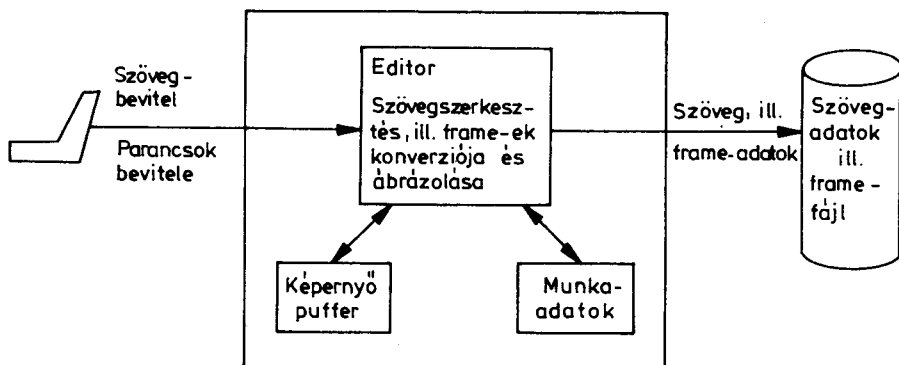 Szöveg-
bevitel
Parancsok
bevitele
Editor
Szövegszerkesz-
tés, ill. frame-ek
konverziója és
ábrázolása
Képernyő
puffer
Munka-
adatok
Szöveg, ill.
frame-adatok
Szöveg-
adatok
ill.
frame-
fájl